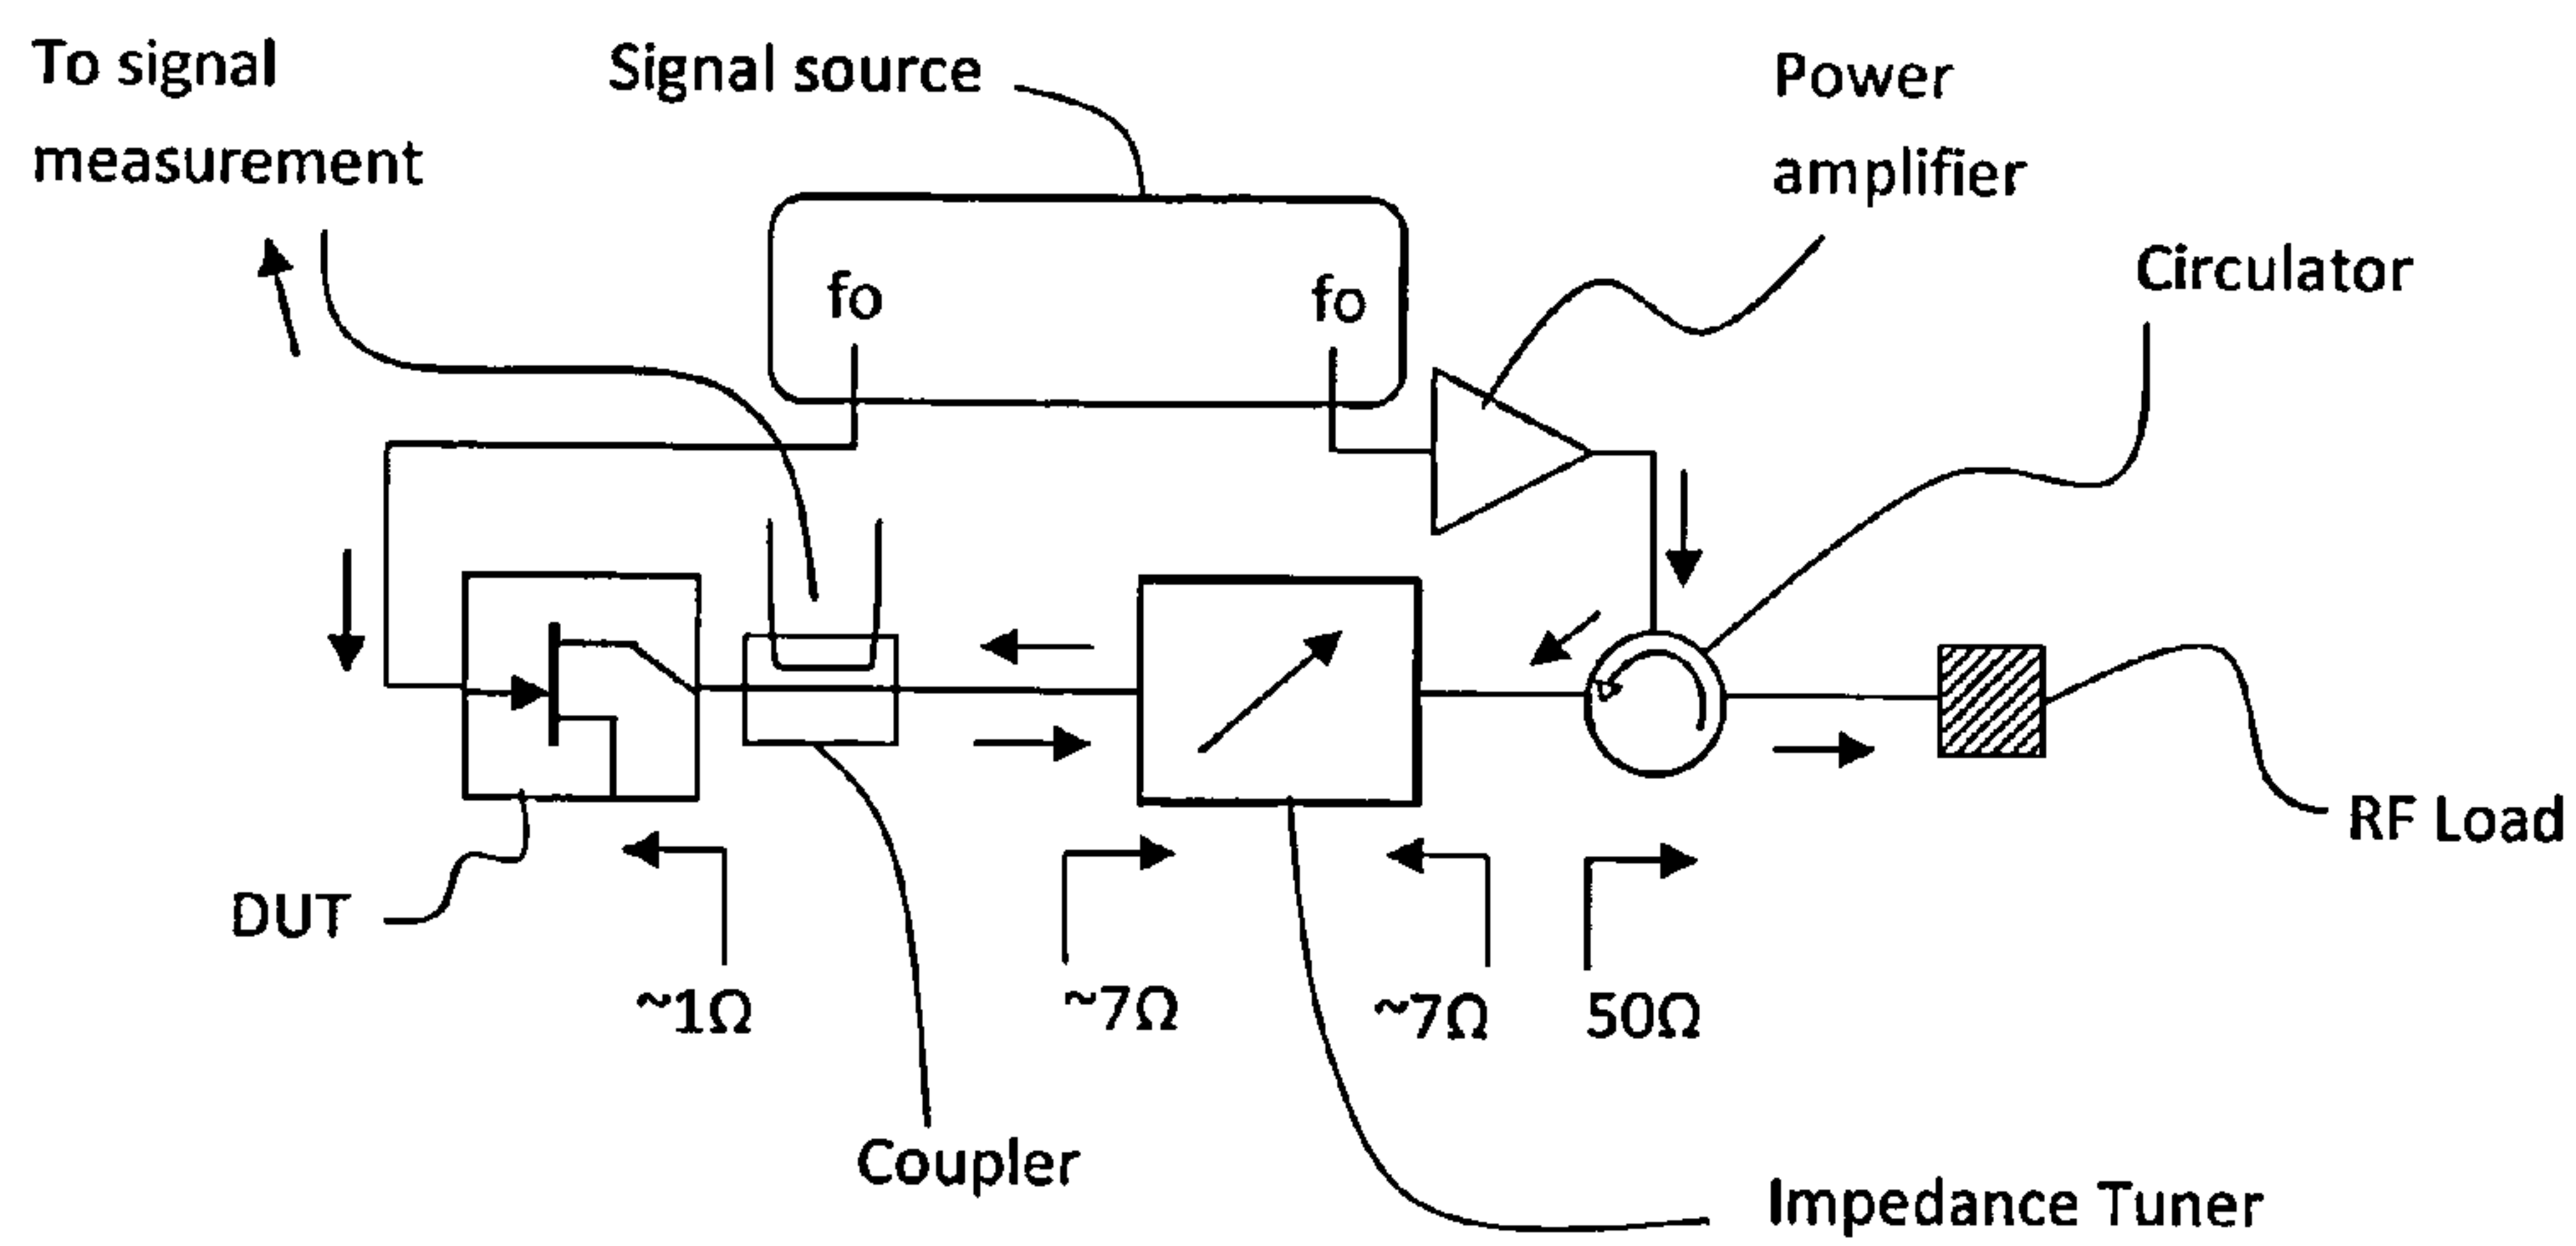 To signal
measurement
Signal source
Power
amplifier
Circulator
fo
fo
RF Load
DUT
~1Ω
~7Ω
~7Ω
50Ω
Coupler
Impedance Tuner